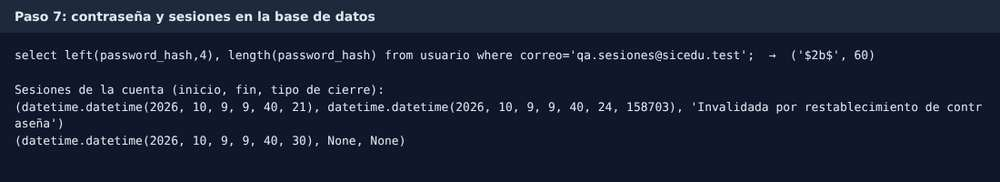 Paso 7: contraseña y sesiones en la base de datos
select left(password_hash,4), length(password_hash) from usuario where correo='qa.sesiones@sicedu.test';  →  ('$2b$', 60)
Sesiones de la cuenta (inicio, fin, tipo de cierre):
(datetime.datetime(2026, 10, 9, 9, 40, 21), datetime.datetime(2026, 10, 9, 9, 40, 24, 158703), 'Invalidada por restablecimiento de contr
aseña')
(datetime.datetime(2026, 10, 9, 9, 40, 30), None, None)